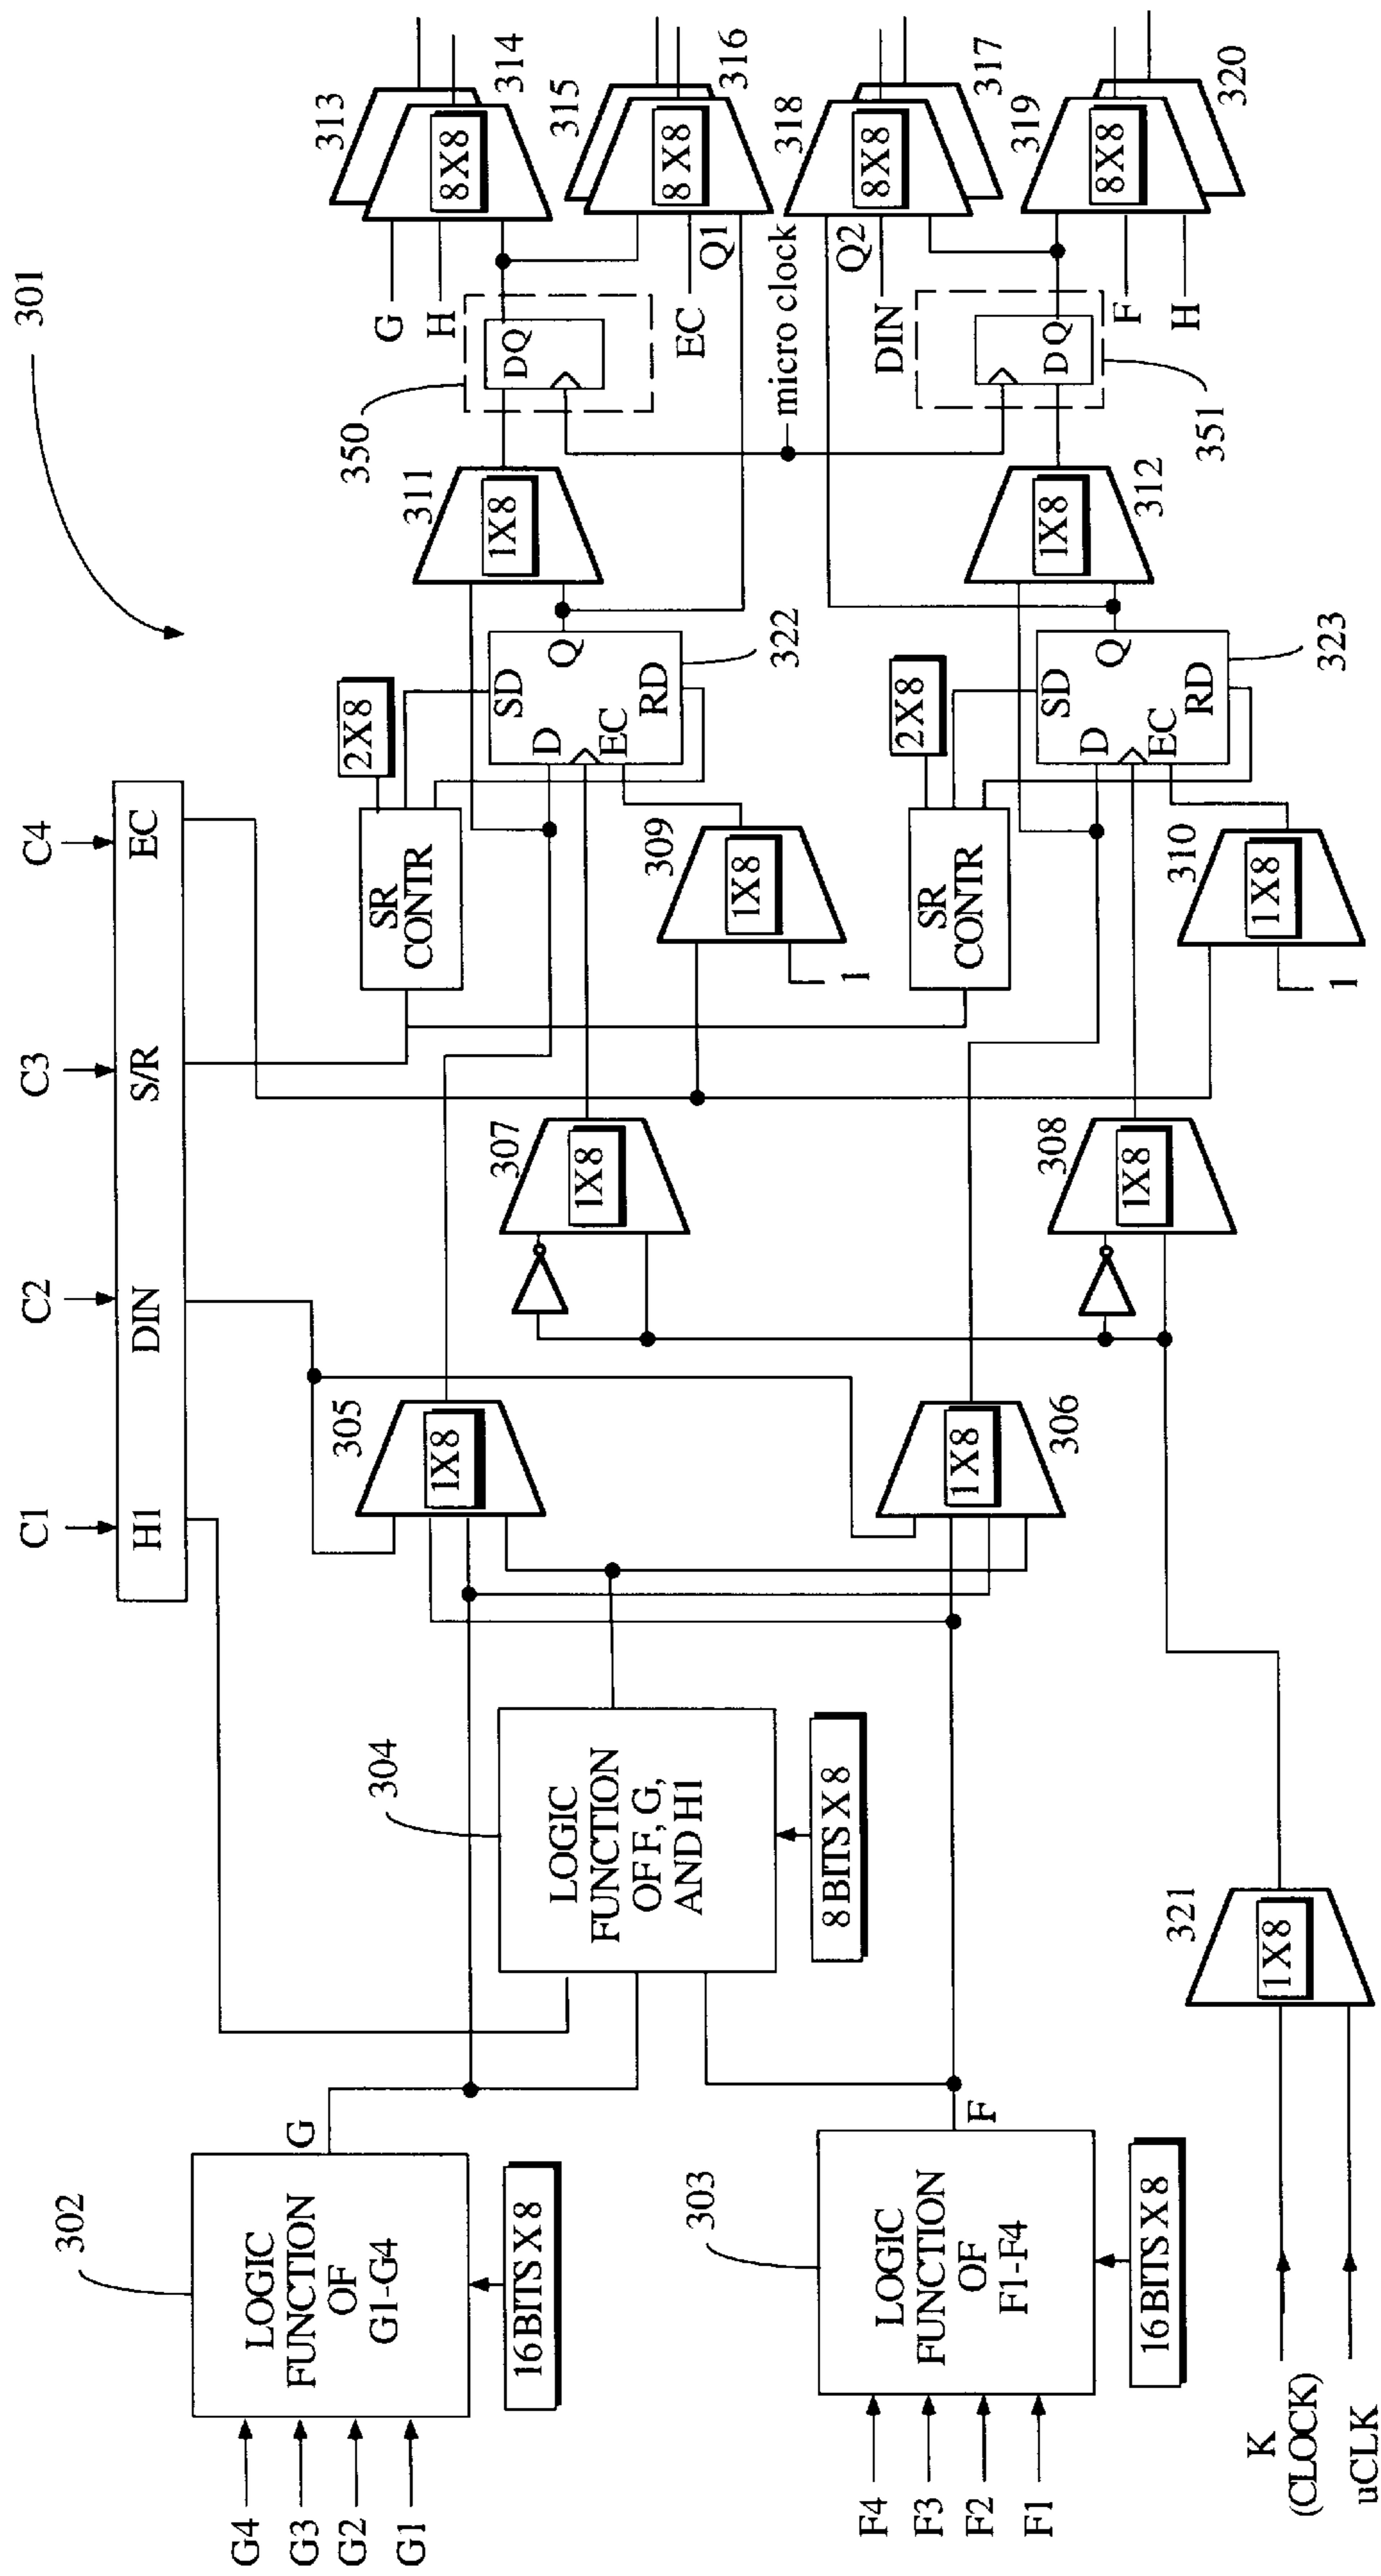 301
C1
C2
C3
C4
H1
DIN
S/R
EC
302
LOGIC
FUNCTION
OF
G1-G4
G4
G3
G2
G1
G
16 BITS X 8
303
LOGIC
FUNCTION
OF
F1-F4
F4
F3
F2
F1
F
16 BITS X 8
304
LOGIC
FUNCTION
OF F, G,
AND H1
8 BITS X 8
K
(CLOCK)
uCLK
321
1X8
305
1X8
306
1X8
307
1X8
308
1X8
SR
CONTR
2X8
309
1X8
1
SD
D
Q
EC
RD
322
SR
CONTR
2X8
310
1X8
1
SD
D
Q
EC
RD
323
311
1X8
312
1X8
350
D Q
micro clock
351
D Q
G
H
EC
Q1
Q2
DIN
F
H
313
8X8
314
315
8X8
316
318
8X8
317
319
8X8
320